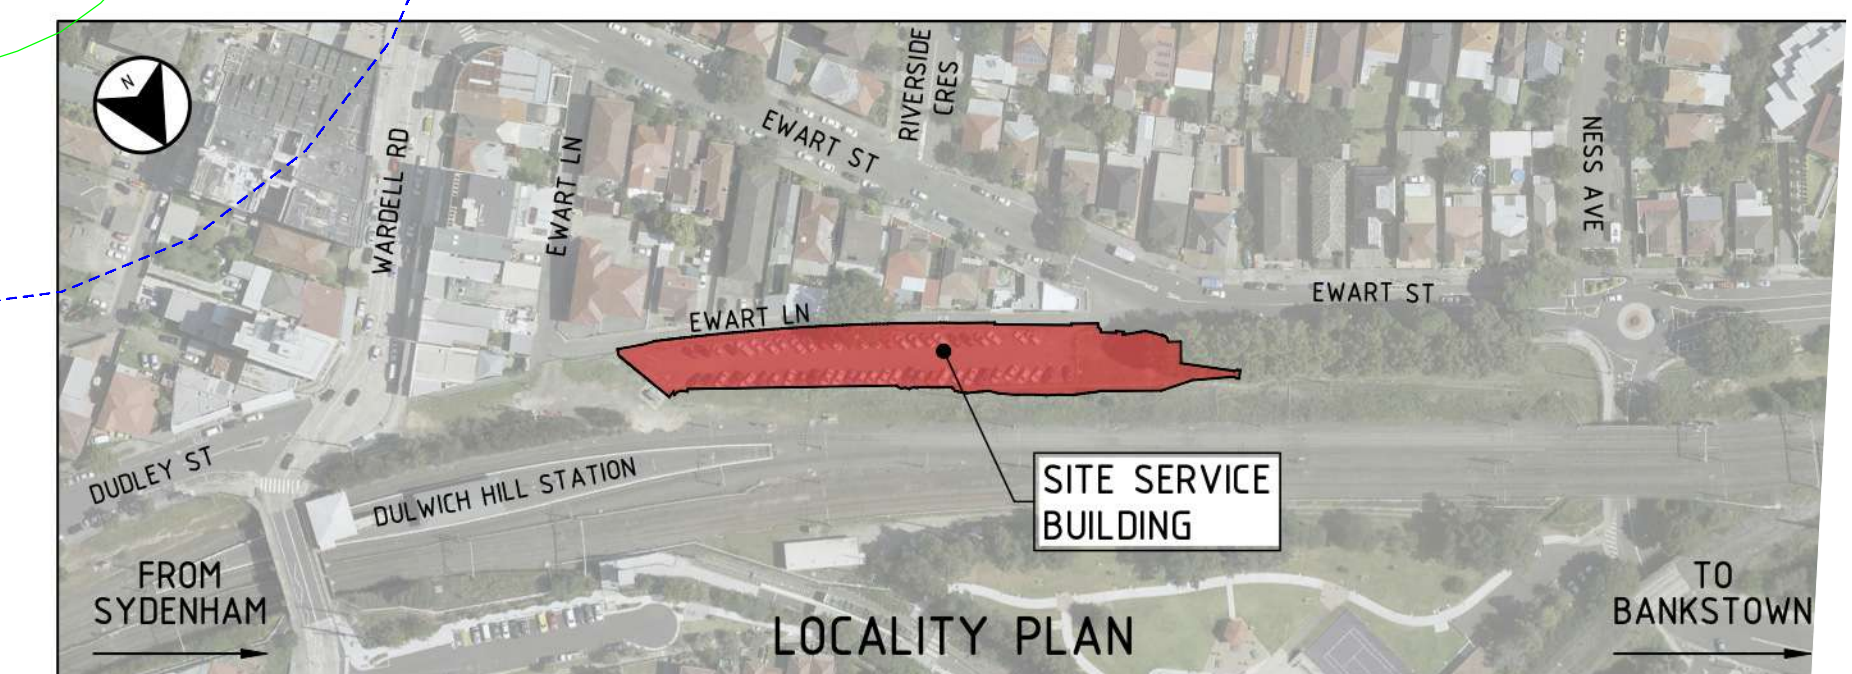 N
RIVERSIDE
CRES
EWART ST
WARDELL RD
EWART LN
NESS AVE
EWART ST
EWART LN
SITE SERVICE
BUILDING
DUDLEY ST
DULWICH HILL STATION
FROM
SYDENHAM
LOCALITY PLAN
TO
BANKSTOWN